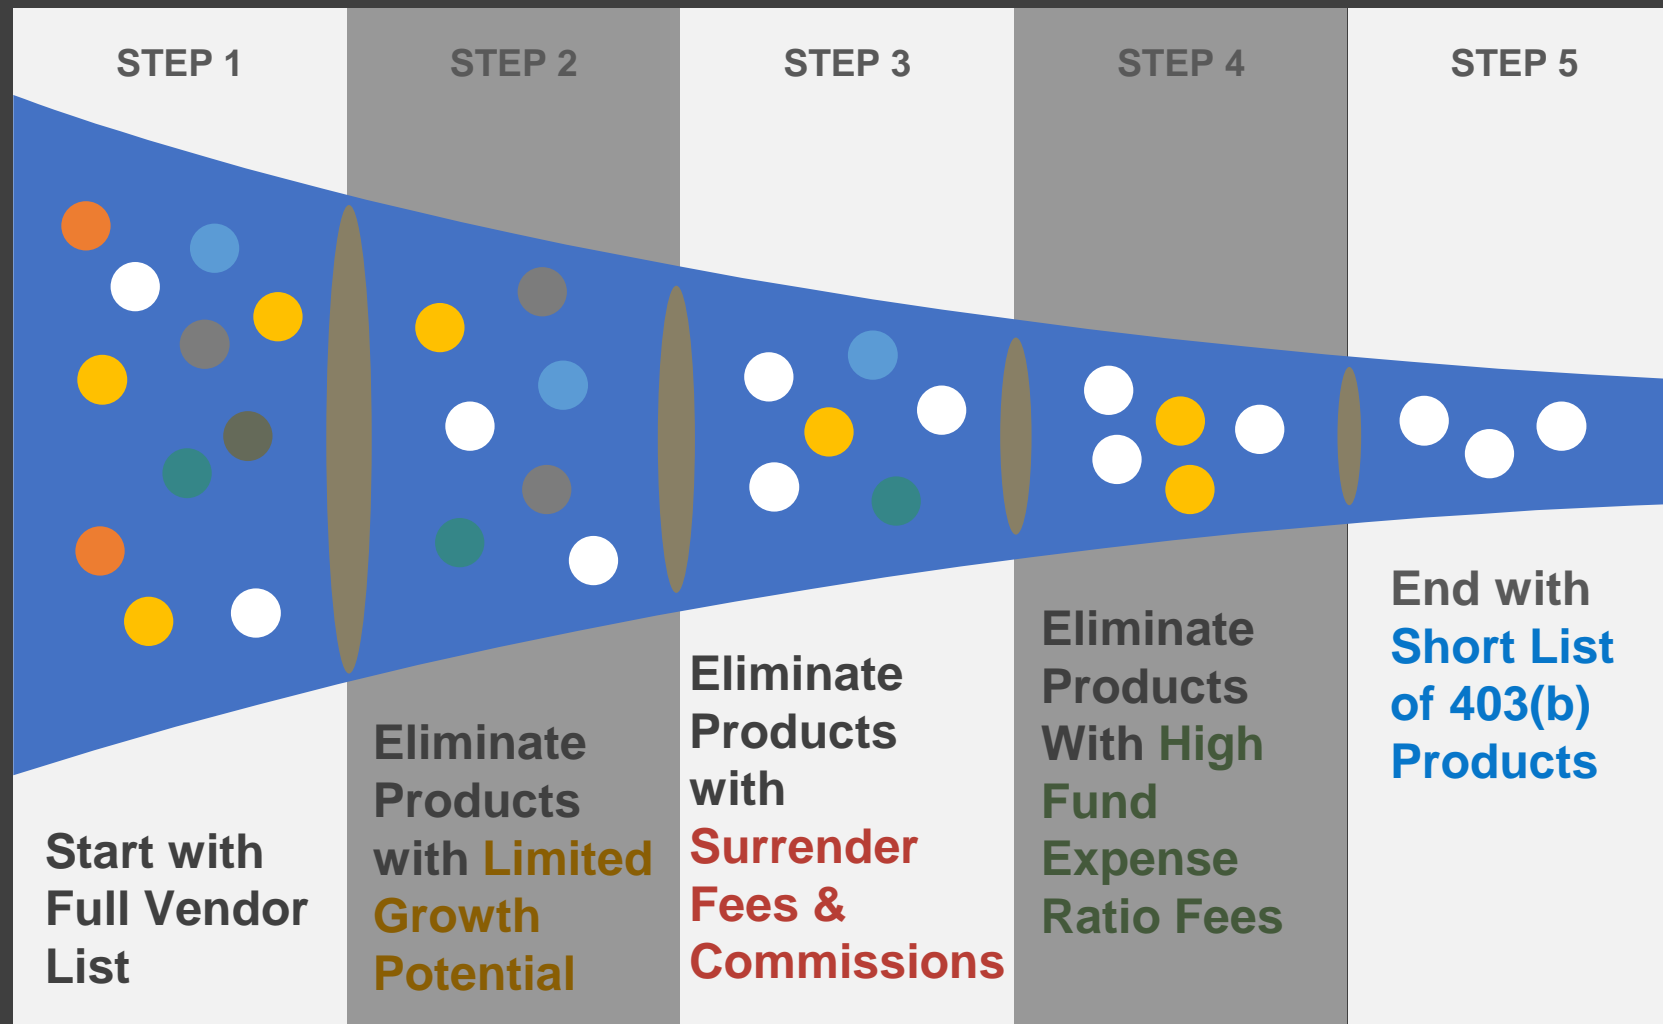 STEP 1
STEP 2
STEP 3
STEP 4
STEP 5
Start with
Full Vendor
List
Eliminate
Products
with Limited
Growth
Potential
Eliminate
Products
with
Surrender
Fees &
Commissions
Eliminate
Products
With High
Fund
Expense
Ratio Fees
End with
Short List
of 403(b)
Products